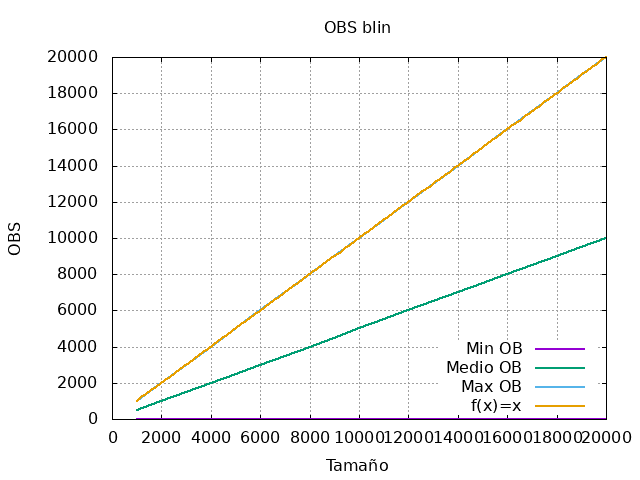 OBS blin
20000
18000
16000
14000
12000
10000
8000
6000
4000
2000
0
OBS
Min OB
Medio OB
Max OB
f(x)=x
0 2000 4000 6000 8000 10000 12000 14000 16000 18000 20000
Tamaño